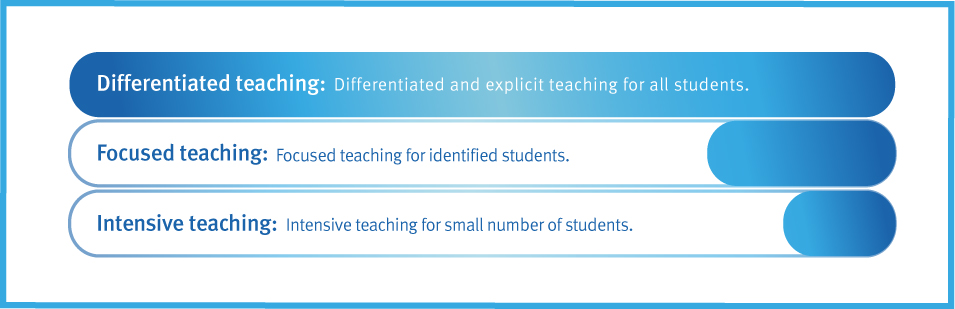 Differentiated teaching: Differentiated and explicit teaching for all students.
Focused teaching: Focused teaching for identified students.
Intensive teaching: Intensive teaching for small number of students.